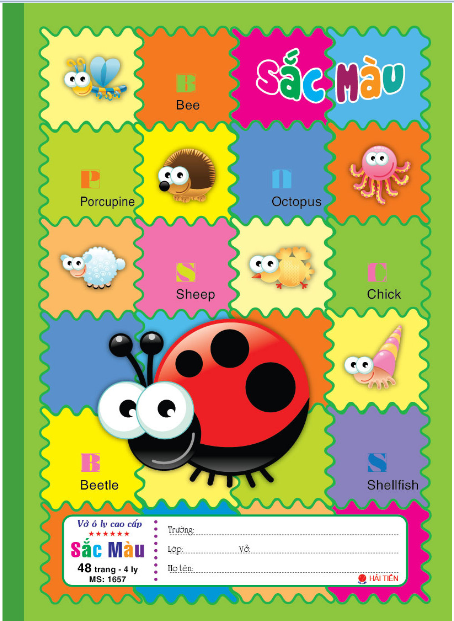 Sắc Màu
B
Bee
P
Porcupine
O
Octopus
S
Sheep
C
Chick
B
Beetle
S
Shellfish
Vở ô ly cao cấp
Sắc Màu
48 trang - 4 ly
MS: 1657
Trường:
Lớp: Vở:
Họ tên:
HẢI TIẾN